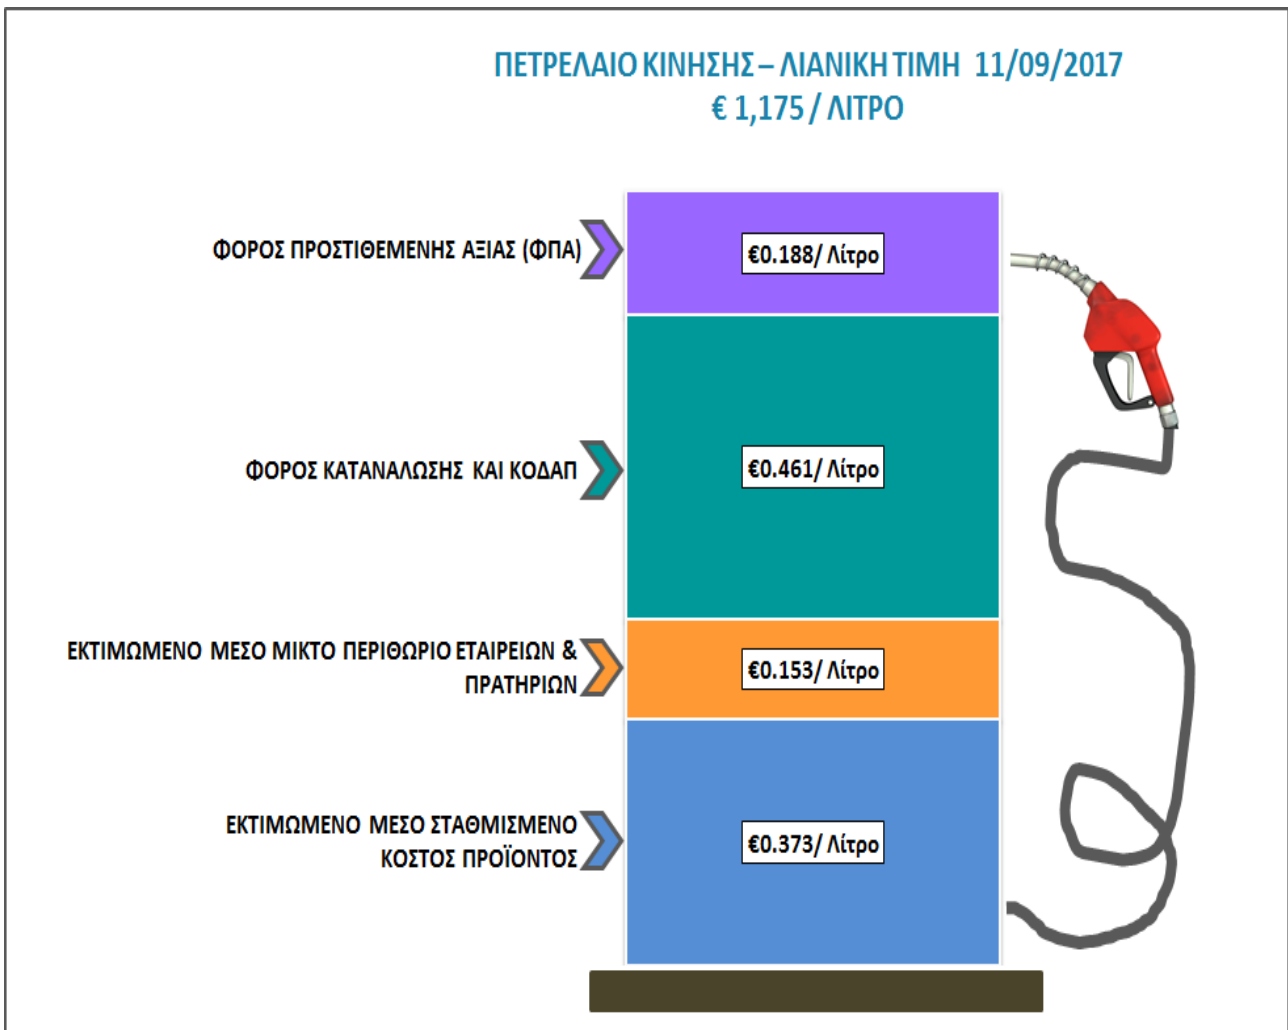 ΠΕΤΡΕΛΑΙΟ ΚΙΝΗΣΗΣ – ΛΙΑΝΙΚΗ ΤΙΜΗ 11/09/2017
€ 1,175 / ΛΙΤΡΟ
ΦΟΡΟΣ ΠΡΟΣΤΙΘΕΜΕΝΗΣ ΑΞΙΑΣ (ΦΠΑ)
€0.188/ Λίτρο
ΦΟΡΟΣ ΚΑΤΑΝΑΛΩΣΗΣ ΚΑΙ ΚΟΔΑΠ
€0.461/ Λίτρο
ΕΚΤΙΜΩΜΕΝΟ ΜΕΣΟ ΜΙΚΤΟ ΠΕΡΙΘΩΡΙΟ ΕΤΑΙΡΕΙΩΝ &
ΠΡΑΤΗΡΙΩΝ
€0.153/ Λίτρο
ΕΚΤΙΜΩΜΕΝΟ ΜΕΣΟ ΣΤΑΘΜΙΣΜΕΝΟ
ΚΟΣΤΟΣ ΠΡΟΪΟΝΤΟΣ
€0.373/ Λίτρο